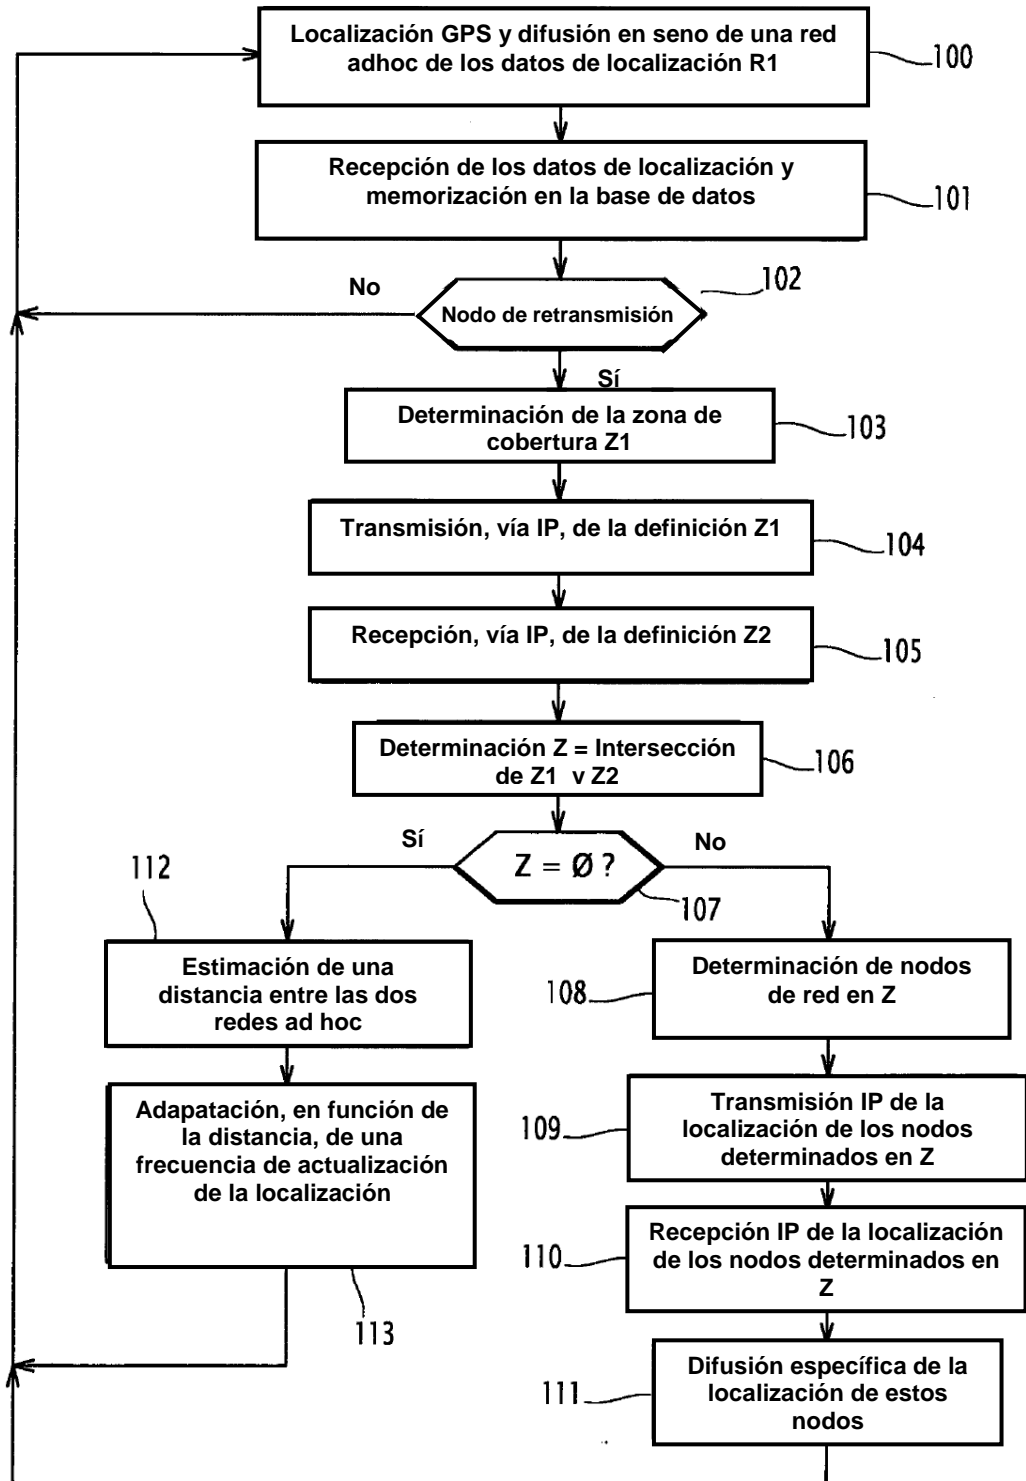 Localización GPS y difusión en seno de una red
adhoc de los datos de localización R1
100
Recepción de los datos de localización y
memorización en la base de datos
101
102
No
Nodo de retransmisión
Sí
Determinación de la zona de
cobertura Z1
103
Transmisión, vía IP, de la definición Z1
104
Recepción, vía IP, de la definición Z2
105
Determinación Z = Intersección
de Z1 v Z2
106
Sí
Z = Ø ?
No
107
112
Estimación de una
distancia entre las dos
redes ad hoc
Determinación de nodos
de red en Z
108
Adapatación, en función de
la distancia, de una
frecuencia de actualización
de la localización
113
Transmisión IP de la
localización de los nodos
determinados en Z
109
Recepción IP de la localización
de los nodos determinados en
Z
110
Difusión específica de la
localización de estos
nodos
111